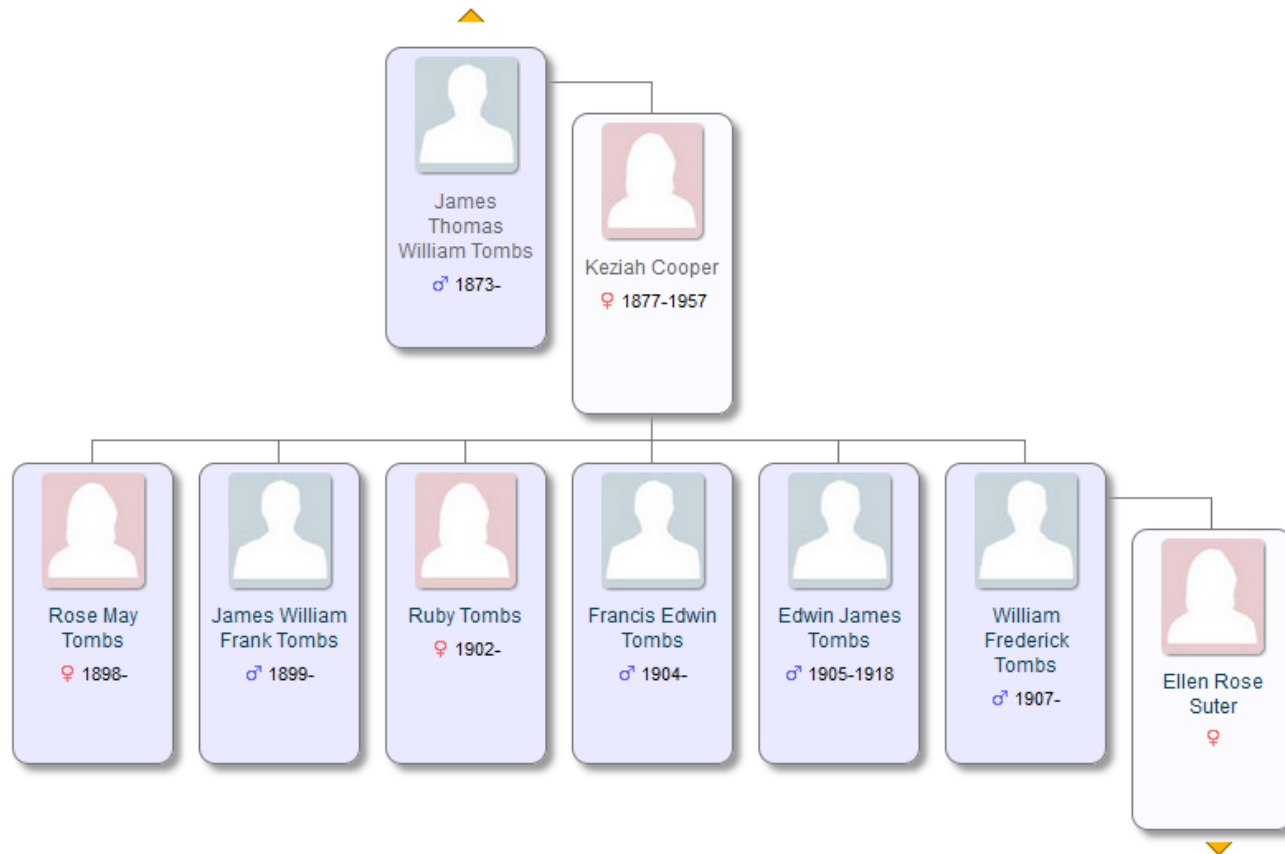 James
Thomas
William Tombs
♂ 1873-
Keziah Cooper
♀ 1877-1957
Rose May
Tombs
♀ 1898-
James William
Frank Tombs
♂ 1899-
Ruby Tombs
♀ 1902-
Francis Edwin
Tombs
♂ 1904-
Edwin James
Tombs
♂ 1905-1918
William
Frederick
Tombs
♂ 1907-
Ellen Rose
Suter
♀